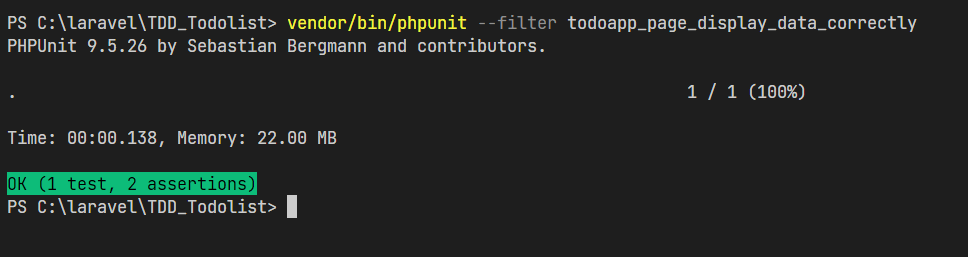 PS C:\laravel\TDD_Todolist> vendor/bin/phpunit --filter todoapp_page_display_data_correctly
PHPUnit 9.5.26 by Sebastian Bergmann and contributors.
. 1 / 1 (100%)
Time: 00:00.138, Memory: 22.00 MB
OK (1 test, 2 assertions)
PS C:\laravel\TDD_Todolist>